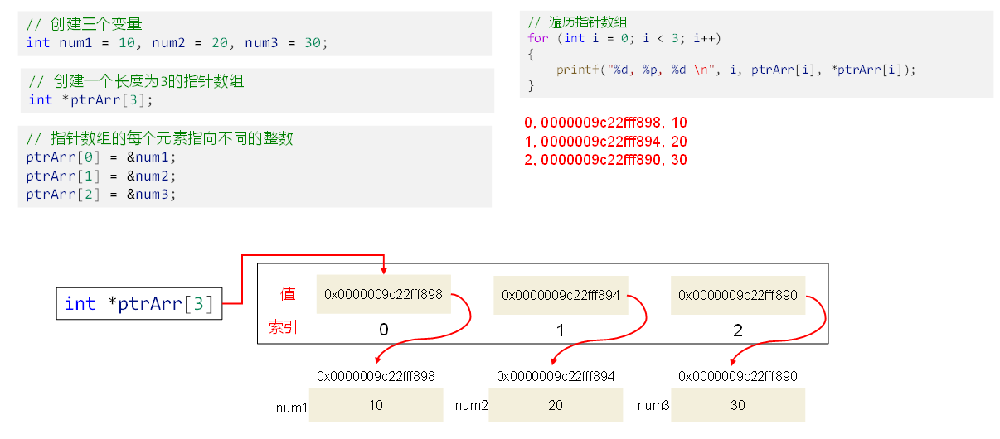 // 创建三个变量
int num1 = 10, num2 = 20, num3 = 30;
// 创建一个长度为3的指针数组
int *ptrArr[3];
// 指针数组的每个元素指向不同的整数
ptrArr[0] = &num1;
ptrArr[1] = &num2;
ptrArr[2] = &num3;
// 遍历指针数组
for (int i = 0; i < 3; i++)
{
    printf("%d, %p, %d \n", i, ptrArr[i], *ptrArr[i]);
}
0, 0000009c22fff898, 10
1, 0000009c22fff894, 20
2, 0000009c22fff890, 30
int *ptrArr[3]
值 0x0000009c22fff898 0x0000009c22fff894 0x0000009c22fff890
索引 0 1 2
0x0000009c22fff898 0x0000009c22fff894 0x0000009c22fff890
num1 10 num2 20 num3 30